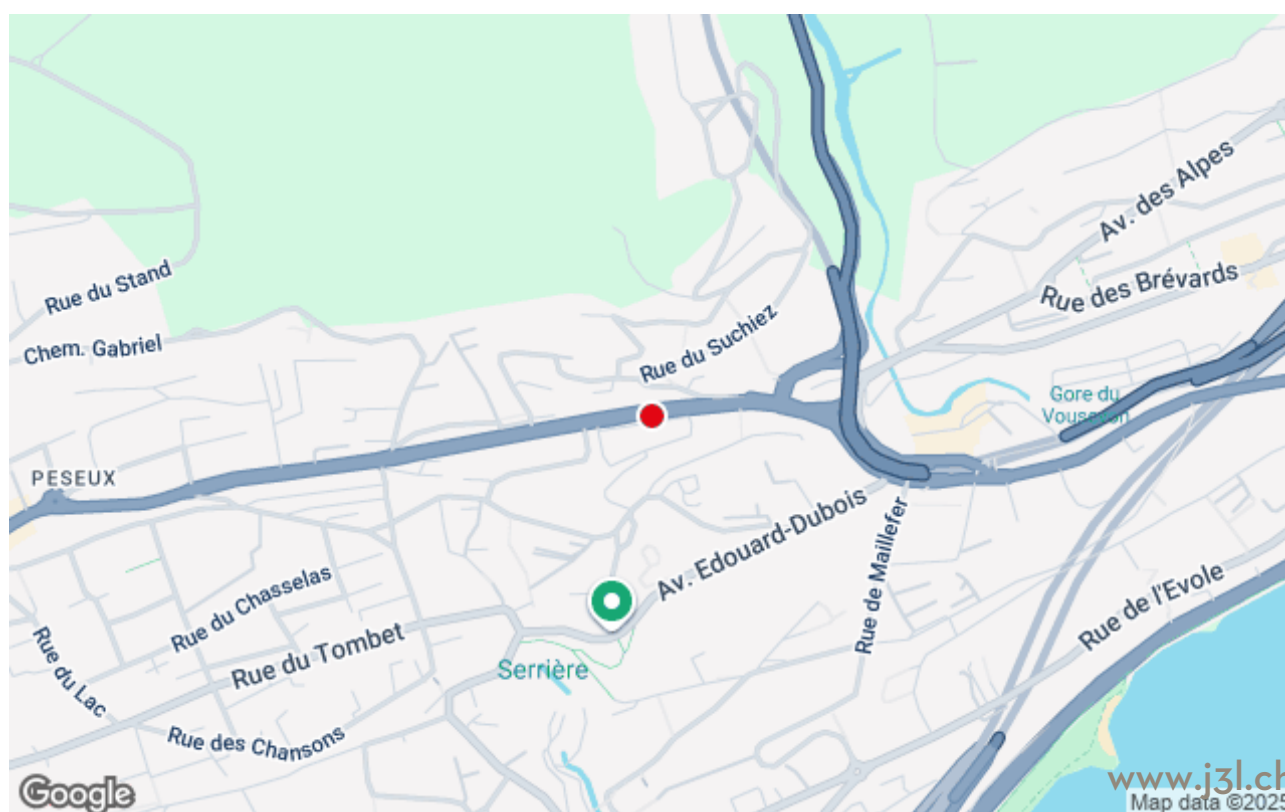 Av. des Alpes
Rue des Brévards
Rue du Stand
Chem. Gabriel
Rue du Suchiez
Gore du
Vauseyon
PESEUX
Av. Edouard-Dubois
Rue de Maillefer
Rue du Chasselas
Rue de l'Evole
Rue du Tombet
Serrière
Rue du Lac
Rue des Chansons
www.j3l.ch
Google
Map data ©2025